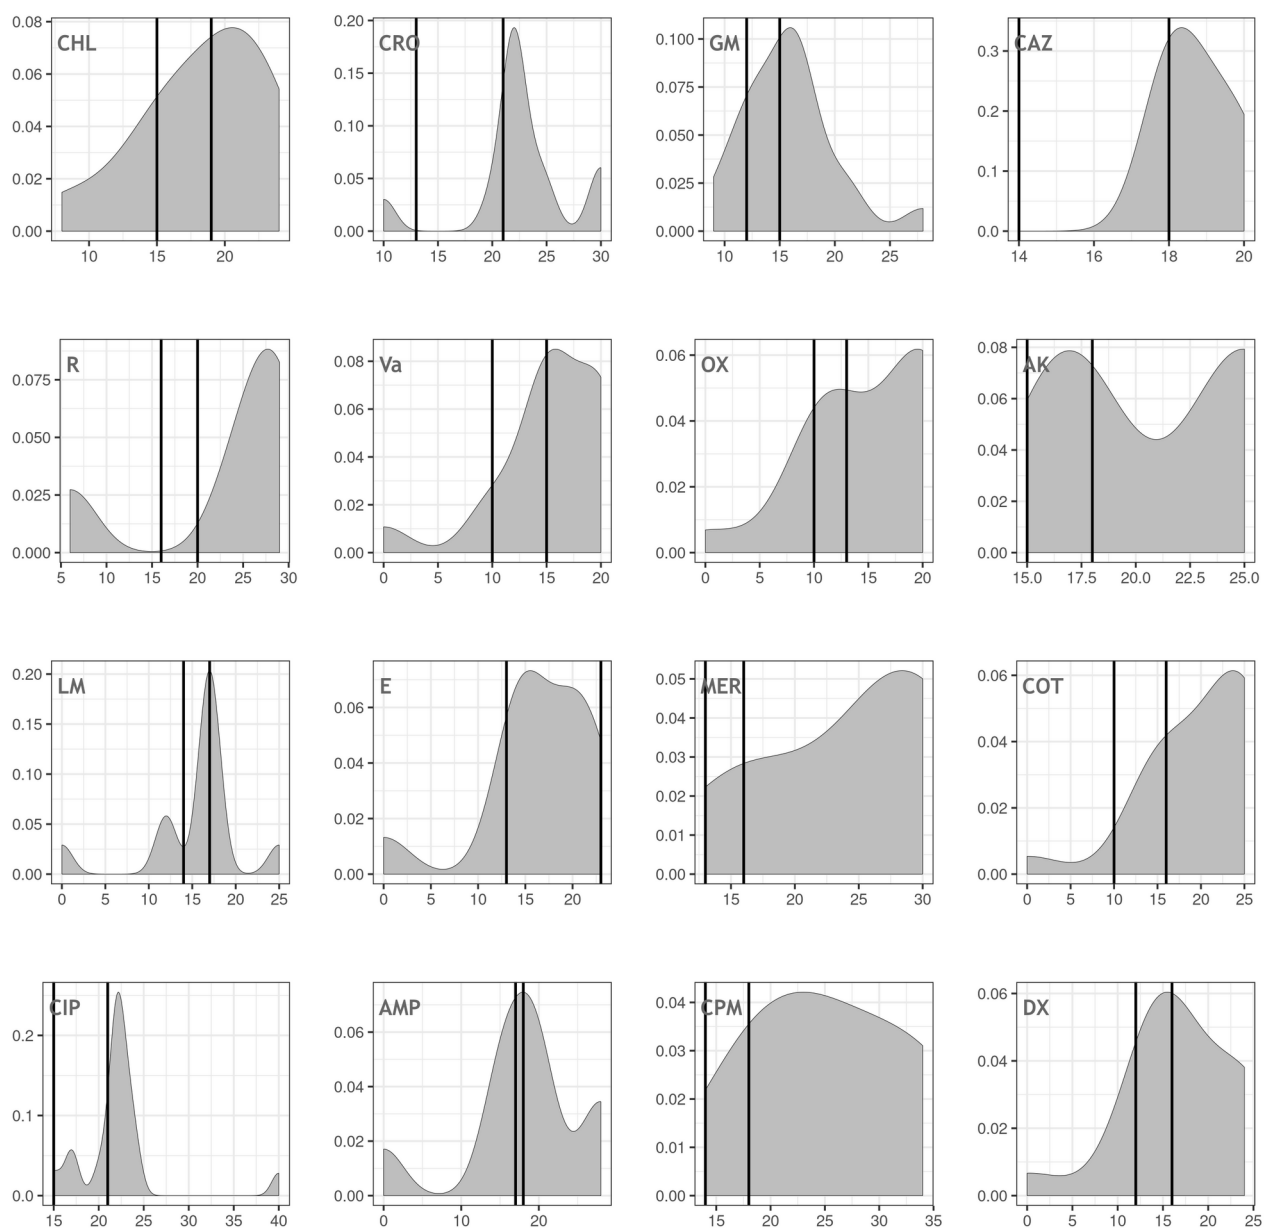 CHL
0.08
0.06
0.04
0.02
0.00
10 15 20
CRO
0.20
0.15
0.10
0.05
0.00
10 15 20 25 30
GM
0.100
0.075
0.050
0.025
0.000
10 15 20 25
CAZ
0.3
0.2
0.1
0.0
14 16 18 20
R
0.075
0.050
0.025
0.000
5 10 15 20 25 30
Va
0.08
0.06
0.04
0.02
0.00
0 5 10 15 20
OX
0.06
0.04
0.02
0.00
0 5 10 15 20
AK
0.08
0.06
0.04
0.02
0.00
15.0 17.5 20.0 22.5 25.0
LM
0.20
0.15
0.10
0.05
0.00
0 5 10 15 20 25
E
0.06
0.04
0.02
0.00
0 5 10 15 20
MER
0.05
0.04
0.03
0.02
0.01
0.00
15 20 25 30
COT
0.06
0.04
0.02
0.00
0 5 10 15 20 25
CIP
0.2
0.1
0.0
15 20 25 30 35 40
AMP
0.06
0.04
0.02
0.00
0 10 20
CPM
0.04
0.03
0.02
0.01
0.00
15 20 25 30 35
DX
0.06
0.04
0.02
0.00
0 5 10 15 20 25